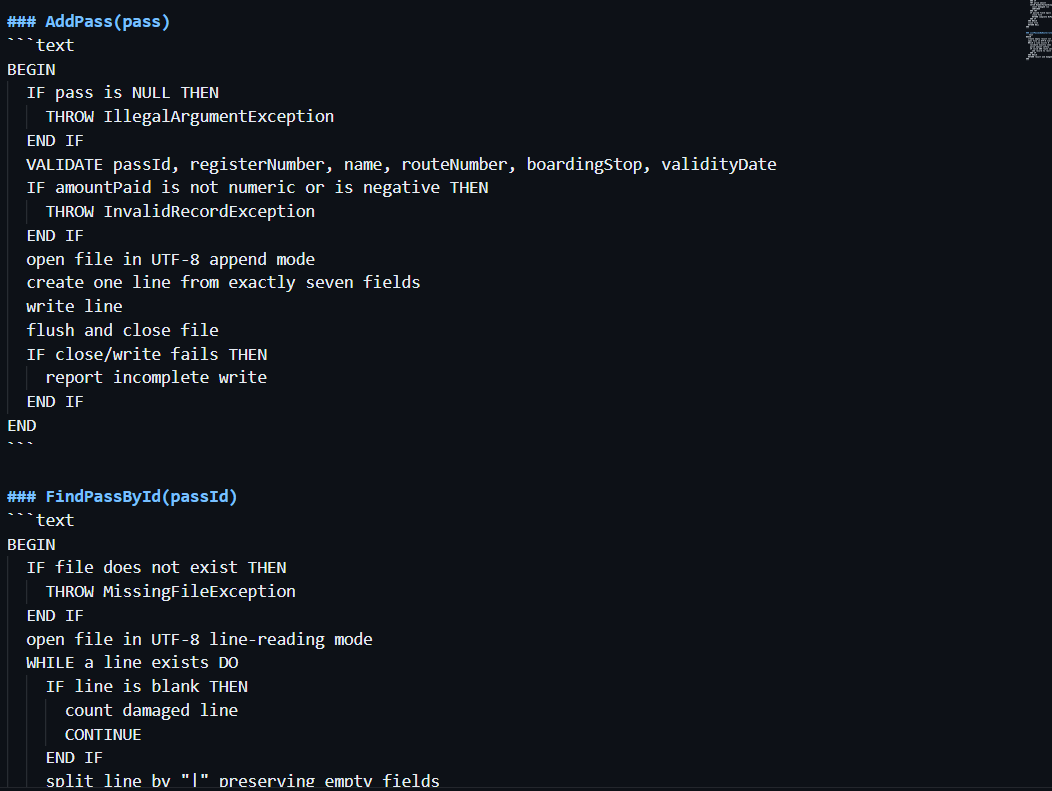 ### AddPass(pass)
```text
BEGIN
IF pass is NULL THEN
THROW IllegalArgumentException
END IF
VALIDATE passId, registerNumber, name, routeNumber, boardingStop, validityDate
IF amountPaid is not numeric or is negative THEN
THROW InvalidRecordException
END IF
open file in UTF-8 append mode
create one line from exactly seven fields
write line
flush and close file
IF close/write fails THEN
report incomplete write
END IF
END
```
### FindPassById(passId)
```text
BEGIN
IF file does not exist THEN
THROW MissingFileException
END IF
open file in UTF-8 line-reading mode
WHILE a line exists DO
IF line is blank THEN
count damaged line
CONTINUE
END IF
split line by "|" preserving empty fields